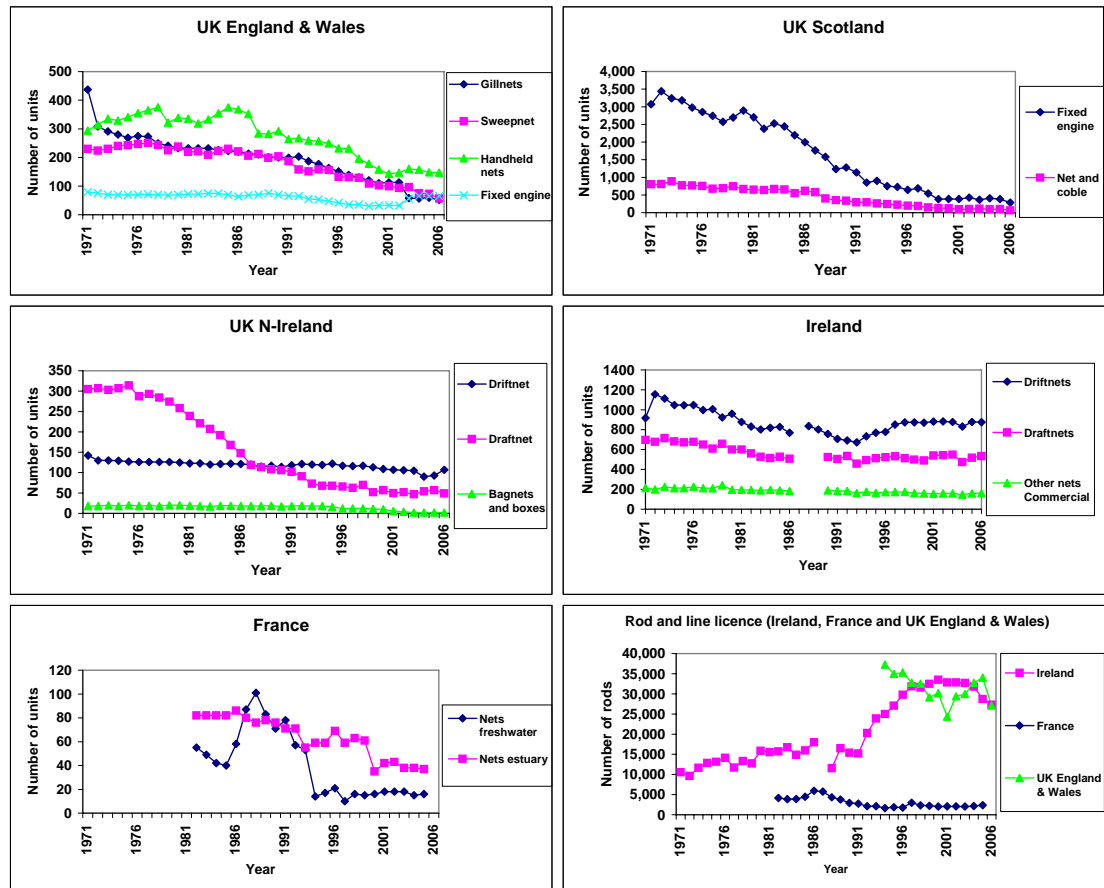 UK England & Wales
Number of units
500
400
300
200
100
0
1971
1976
1981
1986
1991
1996
2001
2006
Year
Gillnets
Sweepnet
Handheld
nets
Fixed engine
UK Scotland
Number of units
4,000
3,500
3,000
2,500
2,000
1,500
1,000
500
0
1971
1976
1981
1986
1991
1996
2001
2006
Year
Fixed
engine
Net and
coble
UK N-Ireland
Number of units
350
300
250
200
150
100
50
0
1971
1976
1981
1986
1991
1996
2001
2006
Year
Driftnet
Draftnet
Bagnets
and boxes
Ireland
Number of units
1400
1200
1000
800
600
400
200
0
1971
1976
1981
1986
1991
1996
2001
2006
Year
Driftnets
Draftnets
Other nets
Commercial
France
Number of units
120
100
80
60
40
20
0
1971
1976
1981
1986
1991
1996
2001
2006
Year
Nets
freshwater
Nets estuary
Rod and line licence (Ireland, France and UK England & Wales)
Number of rods
40,000
35,000
30,000
25,000
20,000
15,000
10,000
5,000
0
1971
1976
1981
1986
1991
1996
2001
2006
Year
Ireland
France
UK England
& Wales